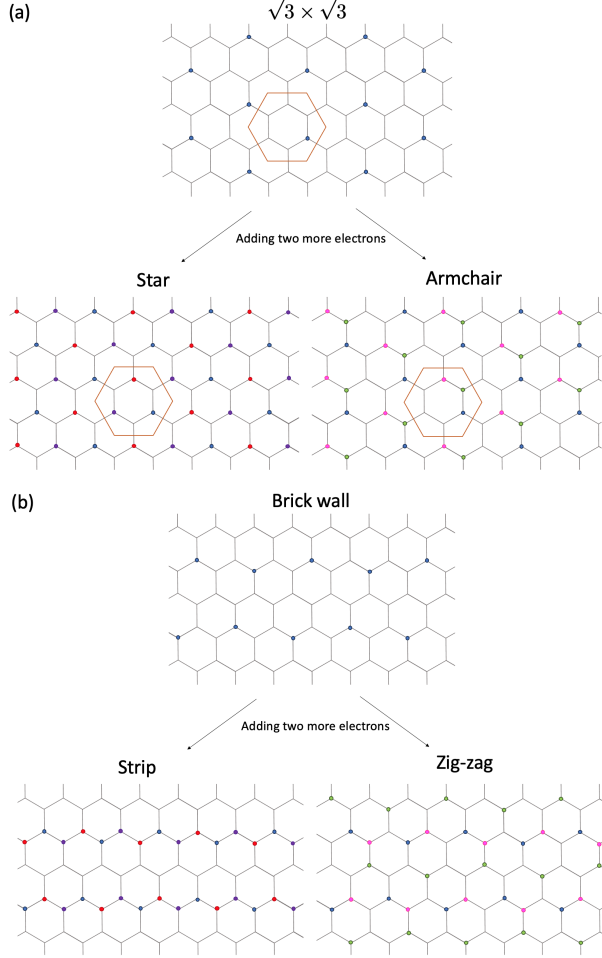 (a)
√3 × √3
Adding two more electrons
Star
Armchair
(b)
Brick wall
Adding two more electrons
Strip
Zig-zag